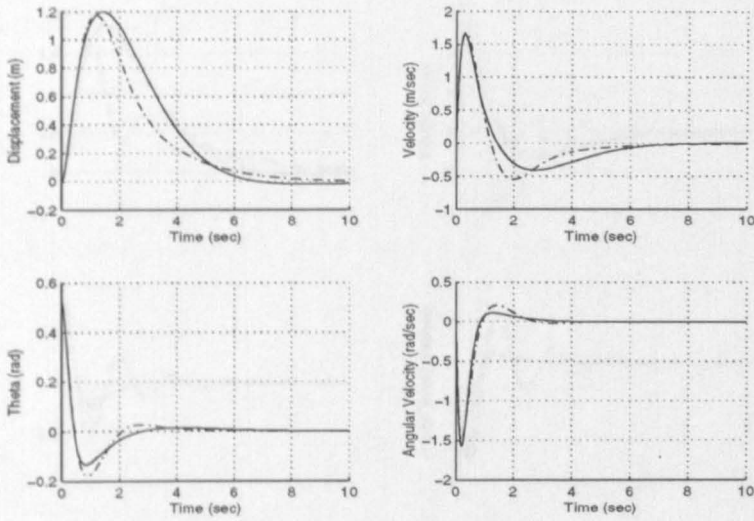 Displacement (m)
1.2
1
0.8
0.6
0.4
0.2
0
−0.2
0 2 4 6 8 10
Time (sec)
Velocity (m/sec)
2
1.5
1
0.5
0
−0.5
−1
0 2 4 6 8 10
Time (sec)
Theta (rad)
0.6
0.4
0.2
0
−0.2
0 2 4 6 8 10
Time (sec)
Angular Velocity (rad/sec)
0.5
0
−0.5
−1
−1.5
−2
0 2 4 6 8 10
Time (sec)